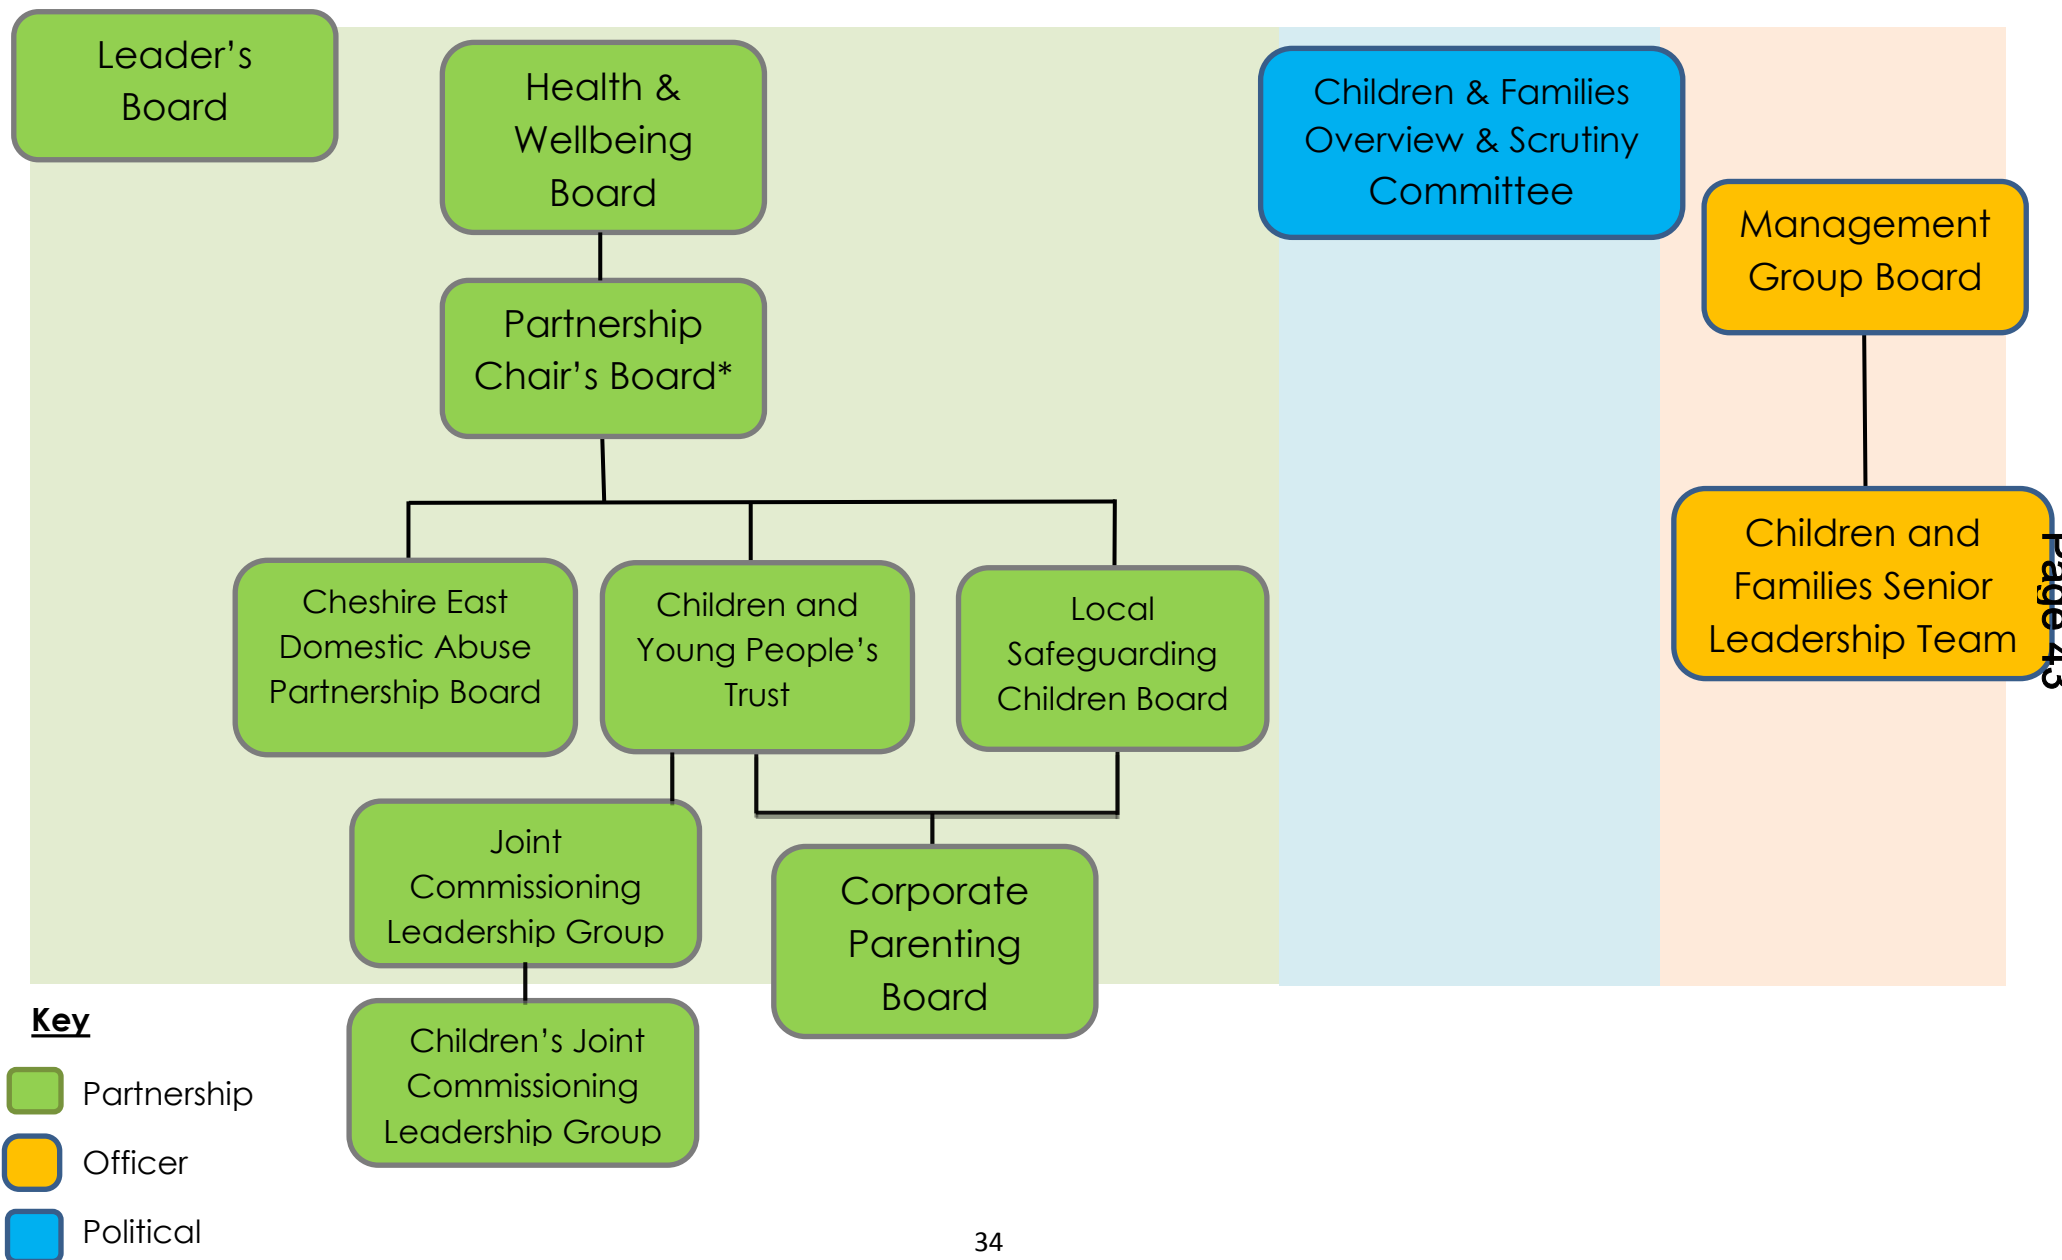 Leader’s
Board
Health &
Wellbeing
Board
Children & Families
Overview & Scrutiny
Committee
Management
Group Board
Partnership
Chair’s Board*
Cheshire East
Domestic Abuse
Partnership Board
Children and
Young People’s
Trust
Local
Safeguarding
Children Board
Children and
Families Senior
Leadership Team
Page 43
Joint
Commissioning
Leadership Group
Corporate
Parenting
Board
Children’s Joint
Commissioning
Leadership Group
Key
Partnership
Officer
Political
34